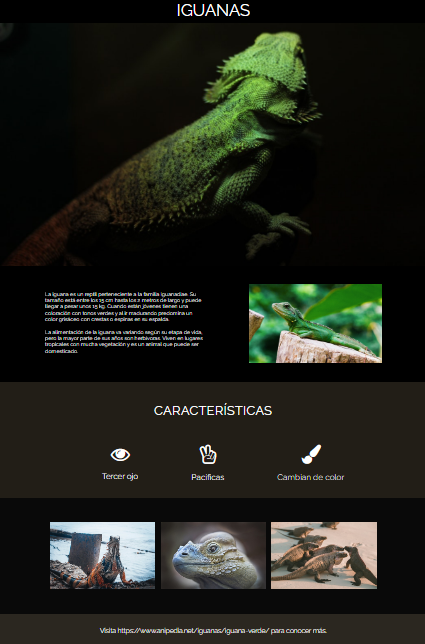 IGUANAS
La iguana es un reptil perteneciente a la familia Iguanadiae. Su
tamaño está entre los 15 cm hasta los 2 metros de largo y puede
llegar a pesar unos 15 kg. Cuando están jóvenes tienen una
coloración con tonos verdes y al ir madurando predomina un
color grisáceo con crestas o espinas en su espalda.
La alimentación de la iguana va variando según su etapa de vida,
pero la mayor parte de sus años son herbívoras. Viven en lugares
tropicales con mucha vegetación y es un animal que puede ser
domesticado.
CARACTERÍSTICAS
Tercer ojo
Pacíficas
Cambian de color
Visita https://www.anipedia.net/iguanas/iguana-verde/ para conocer más.